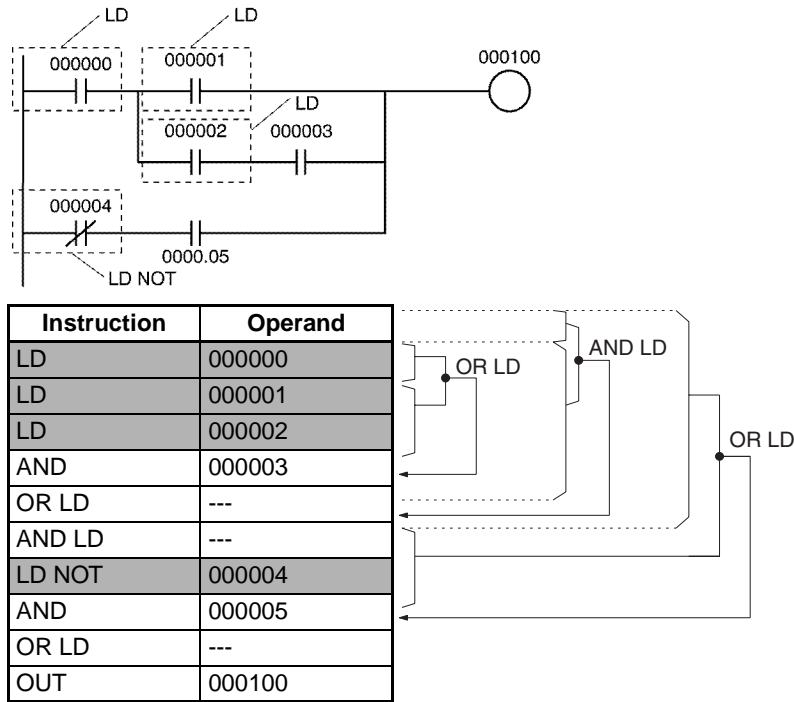 LD LD
000000 000001 000100
LD
000002 000003
000004
0000.05
LD NOT
Instruction Operand
LD 000000
LD 000001
LD 000002
AND 000003
OR LD ---
AND LD ---
LD NOT 000004
AND 000005
OR LD ---
OUT 000100
OR LD
AND LD
OR LD